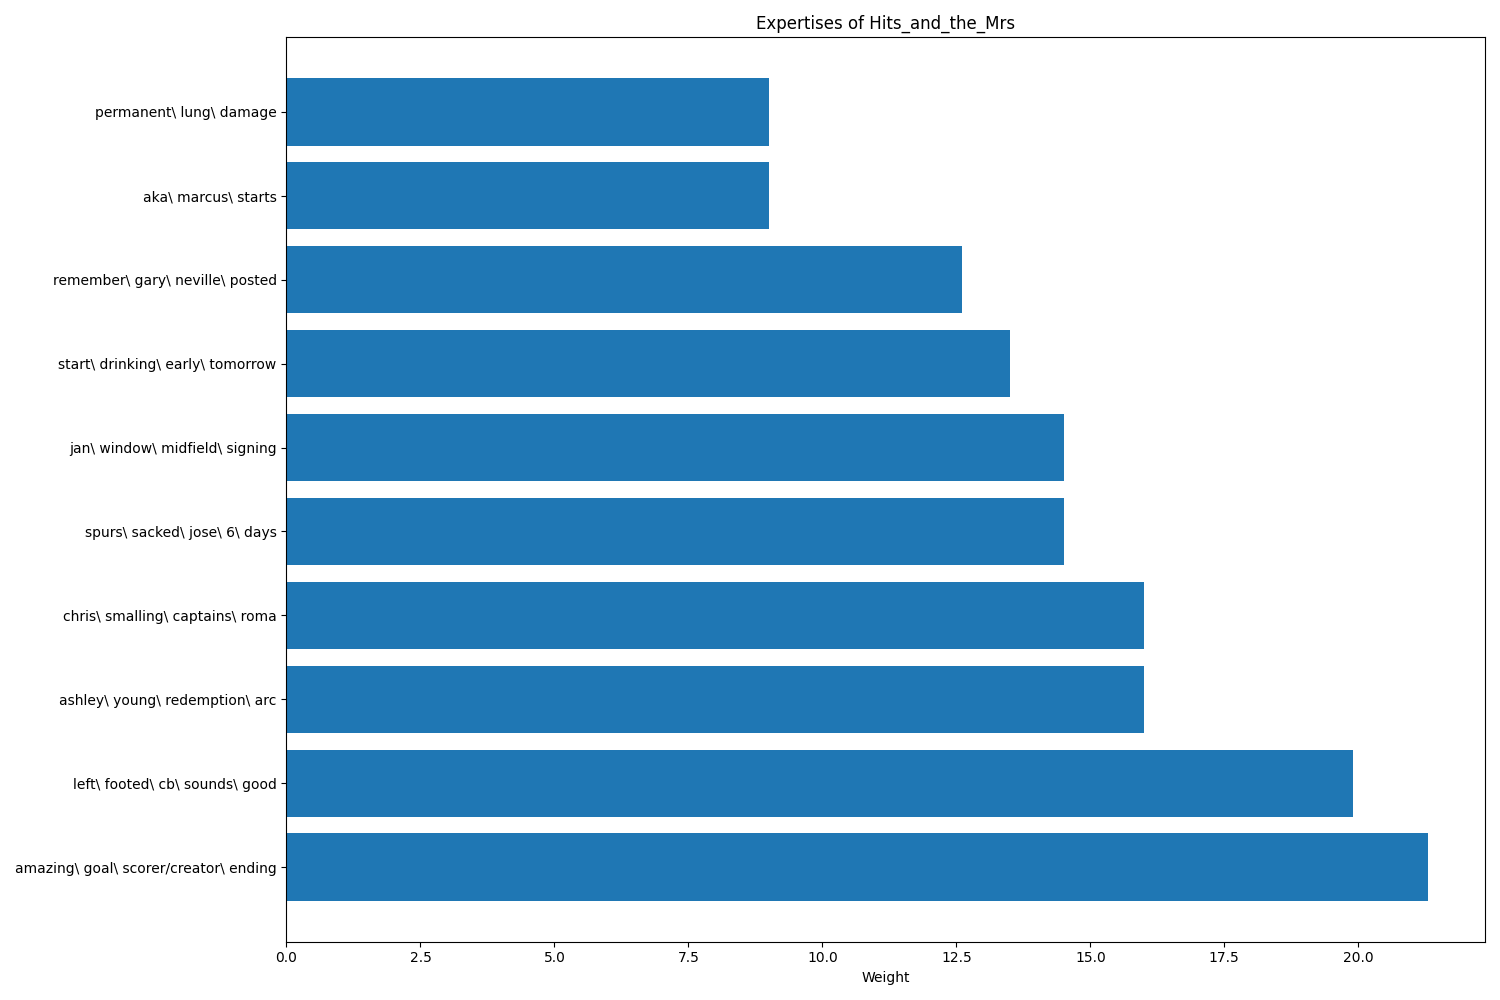 Expertises of Hits_and_the_Mrs
permanent\ lung\ damage
aka\ marcus\ starts
remember\ gary\ neville\ posted
start\ drinking\ early\ tomorrow
jan\ window\ midfield\ signing
spurs\ sacked\ jose\ 6\ days
chris\ smalling\ captains\ roma
ashley\ young\ redemption\ arc
left\ footed\ cb\ sounds\ good
amazing\ goal\ scorer/creator\ ending
0.0 2.5 5.0 7.5 10.0 12.5 15.0 17.5 20.0
Weight